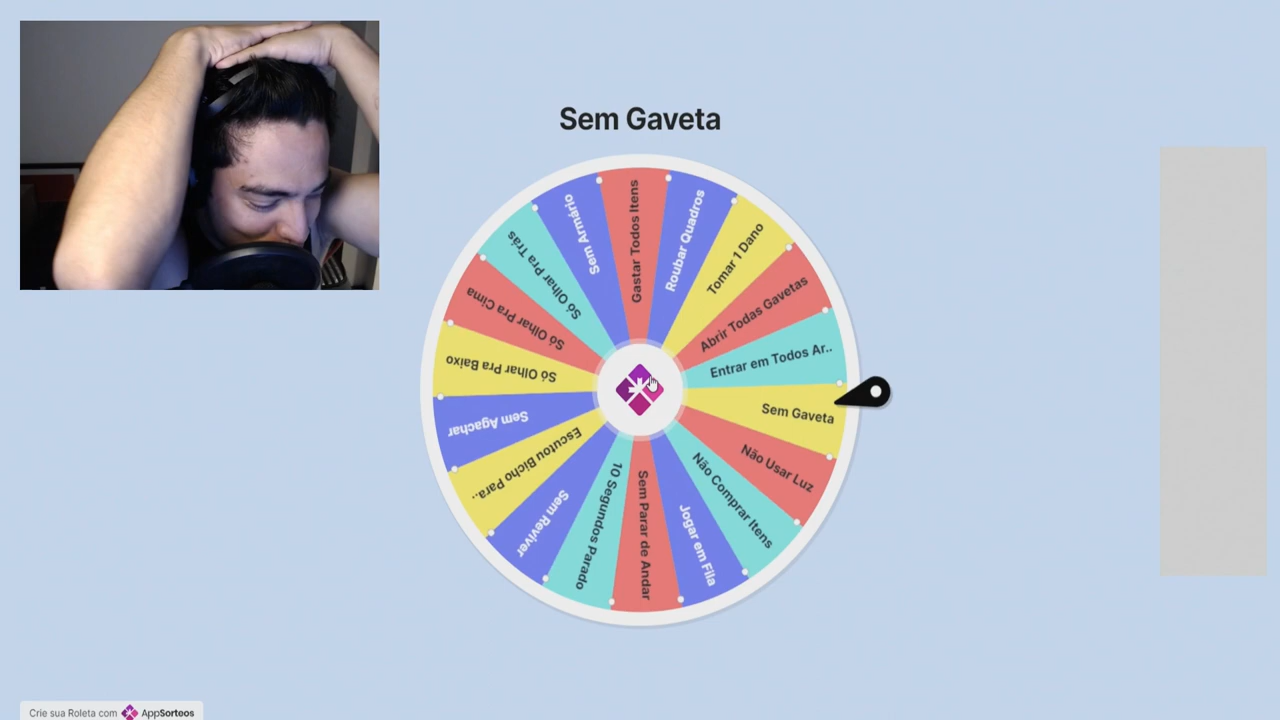 Sem Gaveta
Gastar Todos Itens
Roubar Quadros
Tomar 1 Dano
Abrir Todas Gavetas
Entrar em Todos Ar..
Sem Gaveta
Não Usar Luz
Não Comprar Itens
Jogar em Fila
Sem Parar de Andar
10 Segundos Parado
Sem Reviver
Escutou Bicho Para..
Sem Agachar
Só Olhar Pra Baixo
Só Olhar Pra Cima
Só Olhar Pra Trás
Sem Armário
Crie sua Roleta com AppSorteos